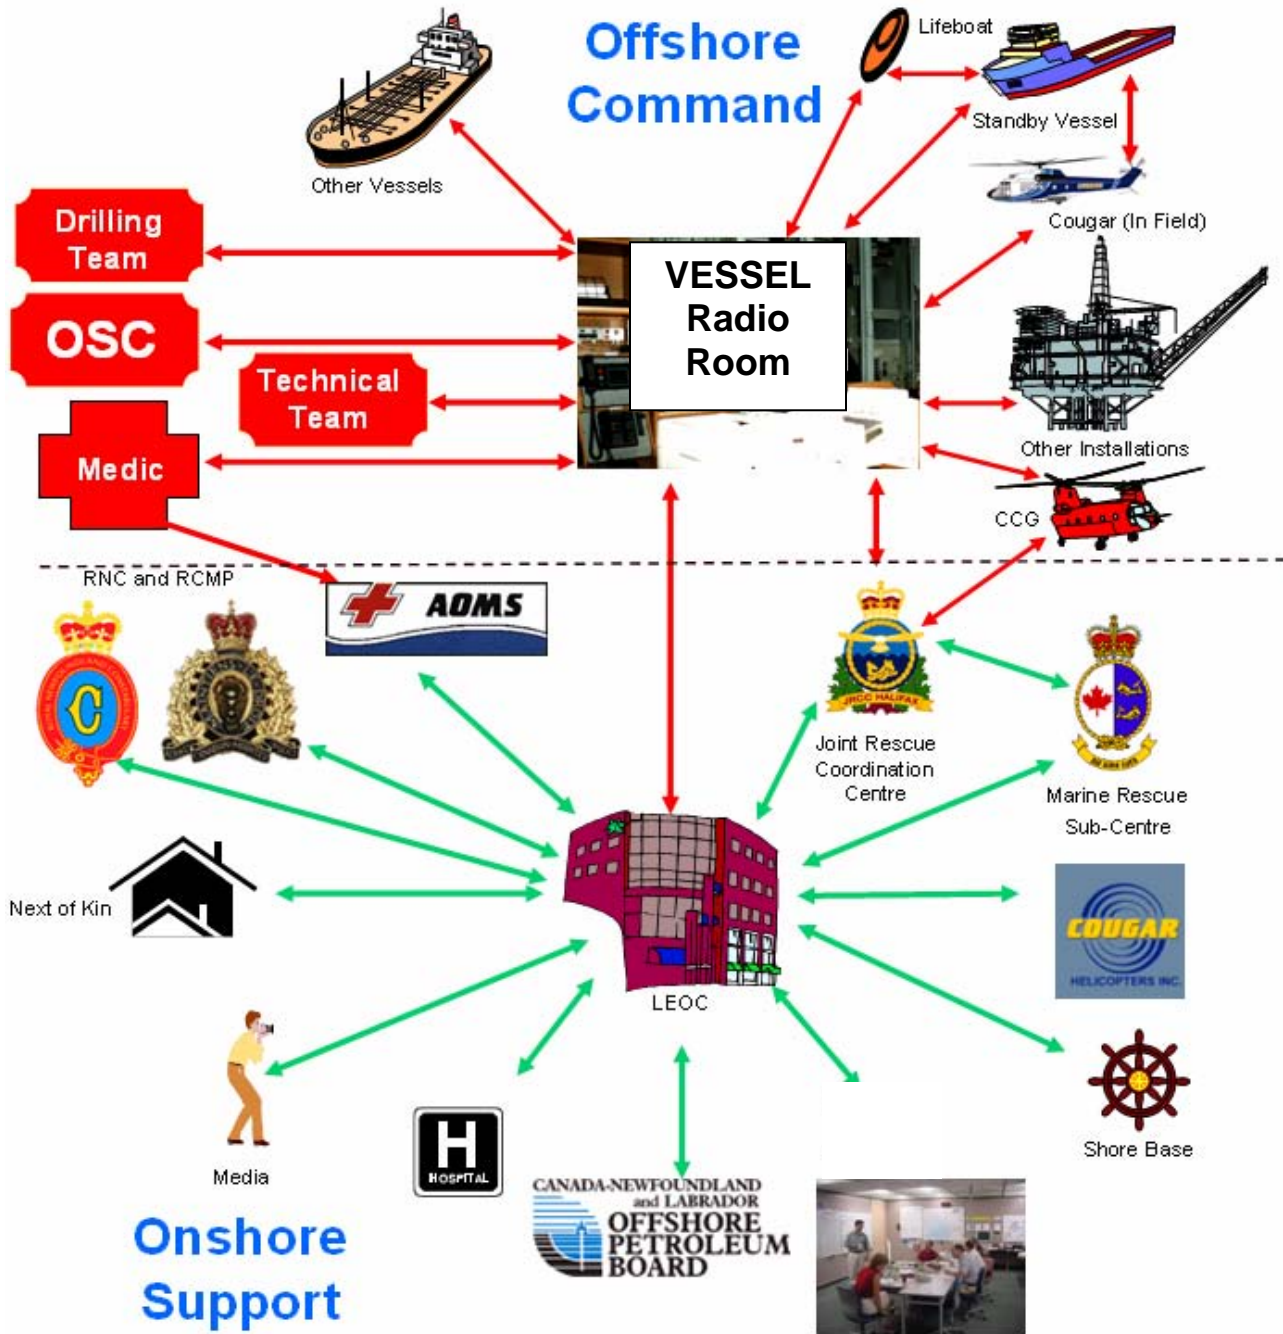 Offshore
Command
Lifeboat
Standby Vessel
Other Vessels
Cougar (In Field)
Drilling
Team
VESSEL
Radio
Room
OSC
Technical
Team
Medic
Other Installations
CCG
RNC and RCMP
AOMS
C
JRCC HALIFAX
Joint Rescue
Coordination
Centre
Marine Rescue
Sub-Centre
Next of Kin
COUGAR
HELICOPTERS INC.
LEOC
Media
H
HOSPITAL
Shore Base
CANADA-NEWFOUNDLAND
and LABRADOR
OFFSHORE
PETROLEUM
BOARD
Onshore
Support